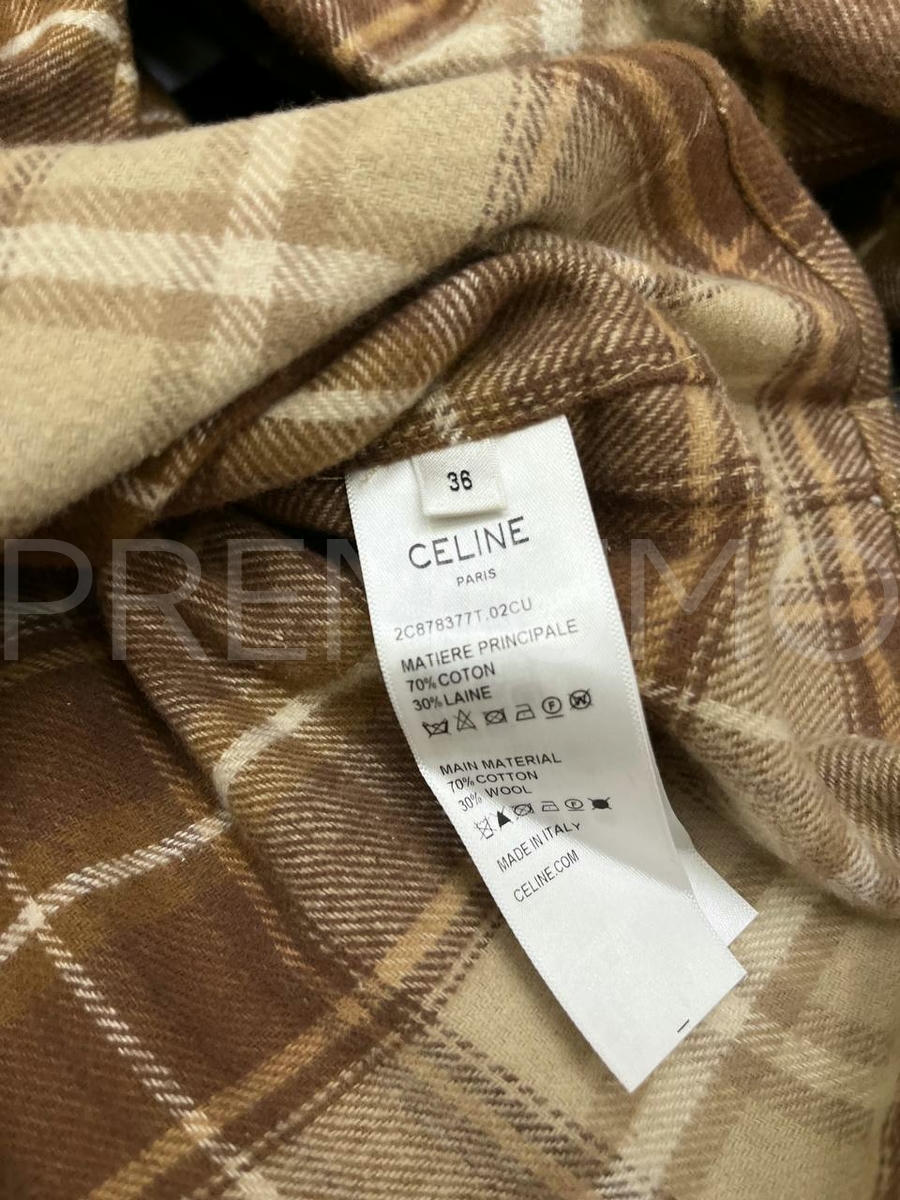 36
CELINE
PARIS
2C878377T.02CU
MATIERE PRINCIPALE
70% COTON
30% LAINE
F W
MAIN MATERIAL
70% COTTON
30% WOOL
P
MADE IN ITALY
CELINE.COM